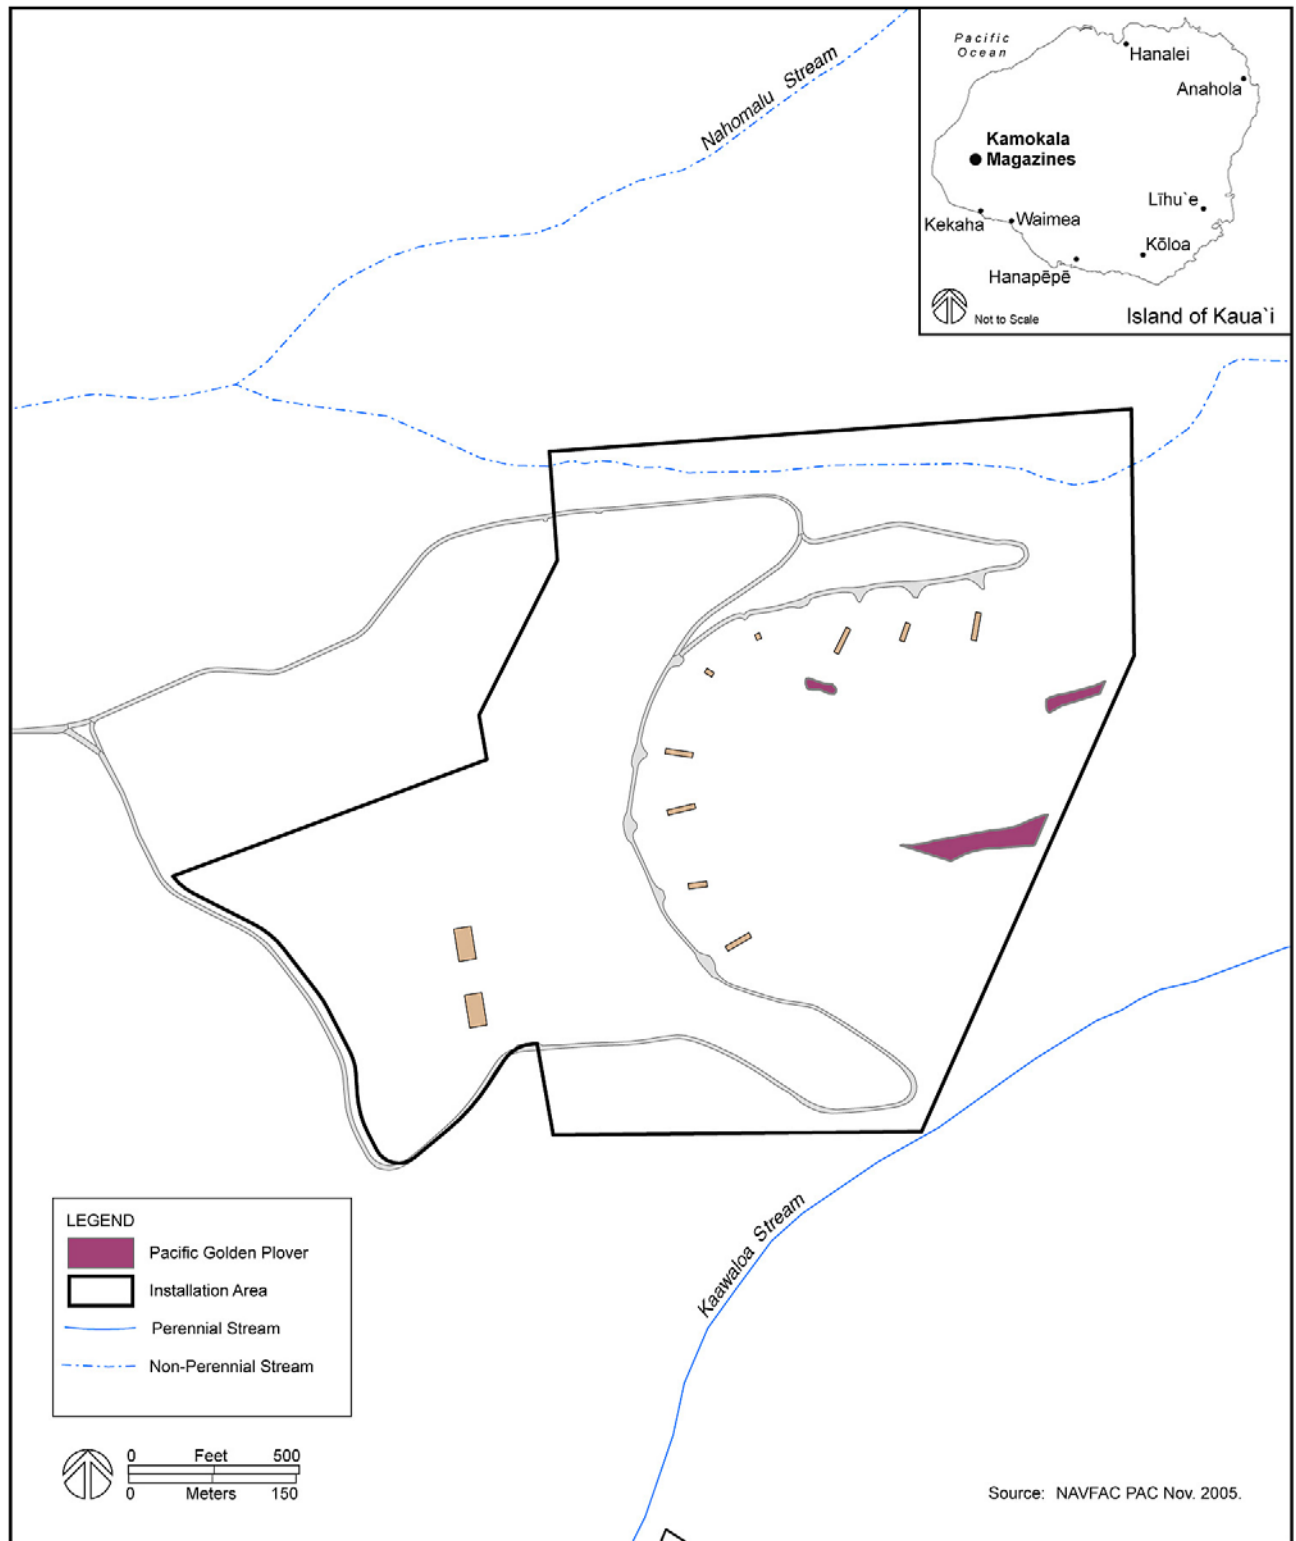 Nahomalu Stream
Pacific
Ocean
Hanalei
Anahola
Kamokala
Magazines
Līhu`e
Kekaha
Waimea
Kōloa
Hanapēpē
Not to Scale
Island of Kaua`i
Kaawaloa Stream
LEGEND
Pacific Golden Plover
Installation Area
Perennial Stream
Non-Perennial Stream
0 Feet 500
0 Meters 150
Source: NAVFAC PAC Nov. 2005.